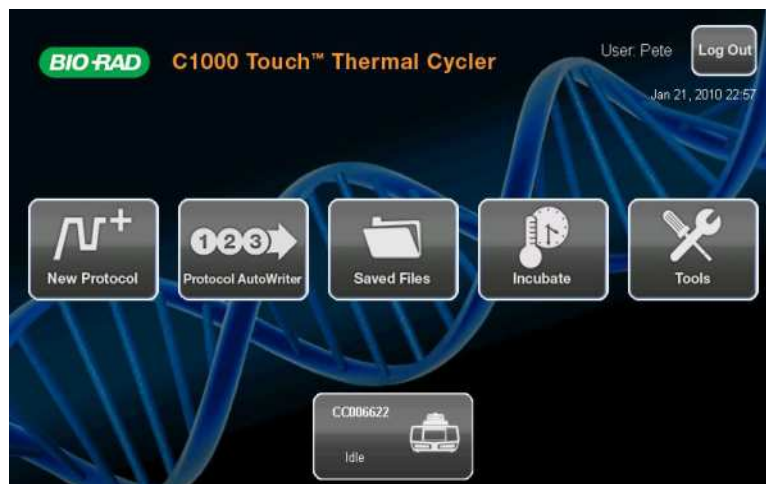 BIO-RAD C1000 Touch™ Thermal Cycler
User: Pete
Log Out
Jan 21, 2010 22:57
New Protocol
123
Protocol AutoWriter
Saved Files
Incubate
Tools
CC006622
Idle